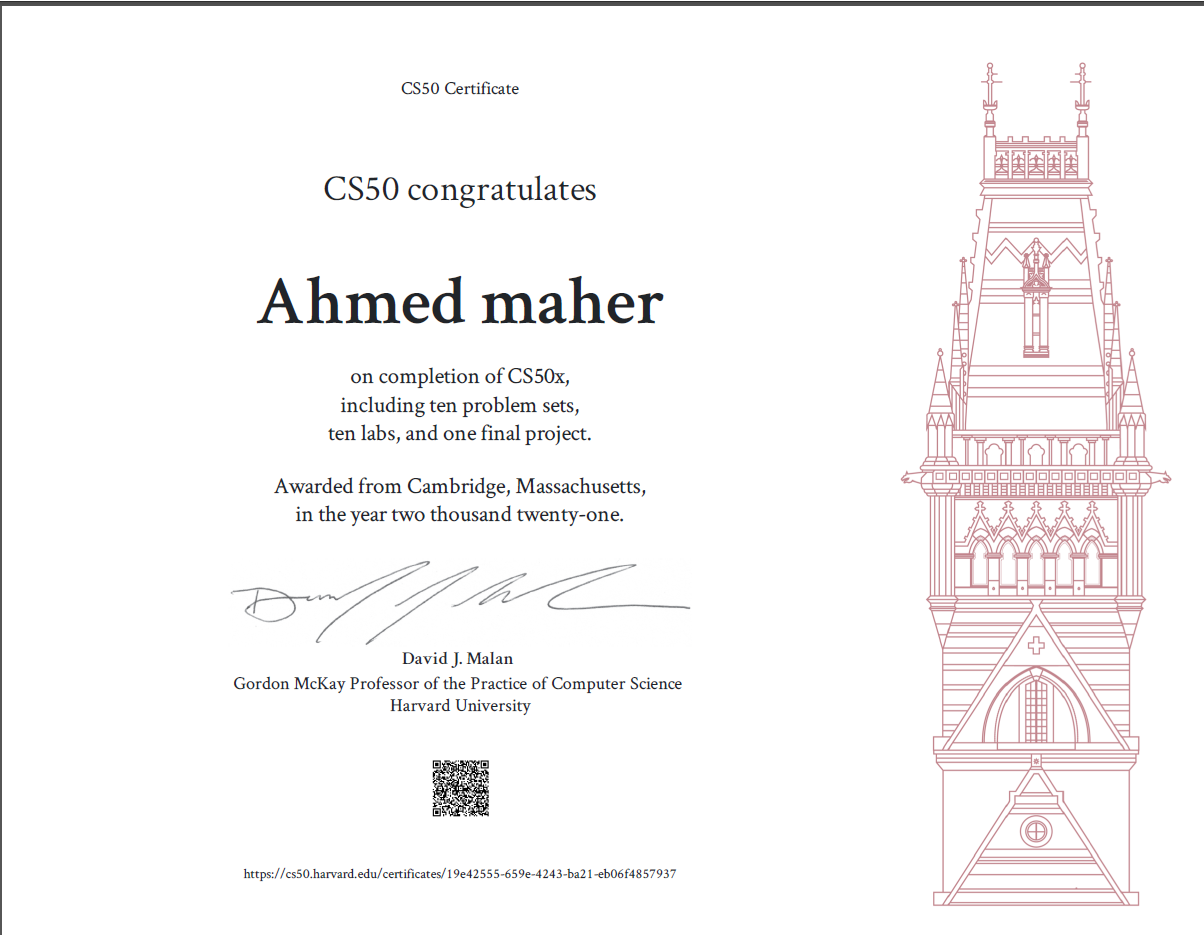 CS50 Certificate
CS50 congratulates
Ahmed maher
on completion of CS50x,
including ten problem sets,
ten labs, and one final project.
Awarded from Cambridge, Massachusetts,
in the year two thousand twenty-one.
David J. Malan
Gordon McKay Professor of the Practice of Computer Science
Harvard University
https://cs50.harvard.edu/certificates/19e42555-659e-4243-ba21-eb06f4857937